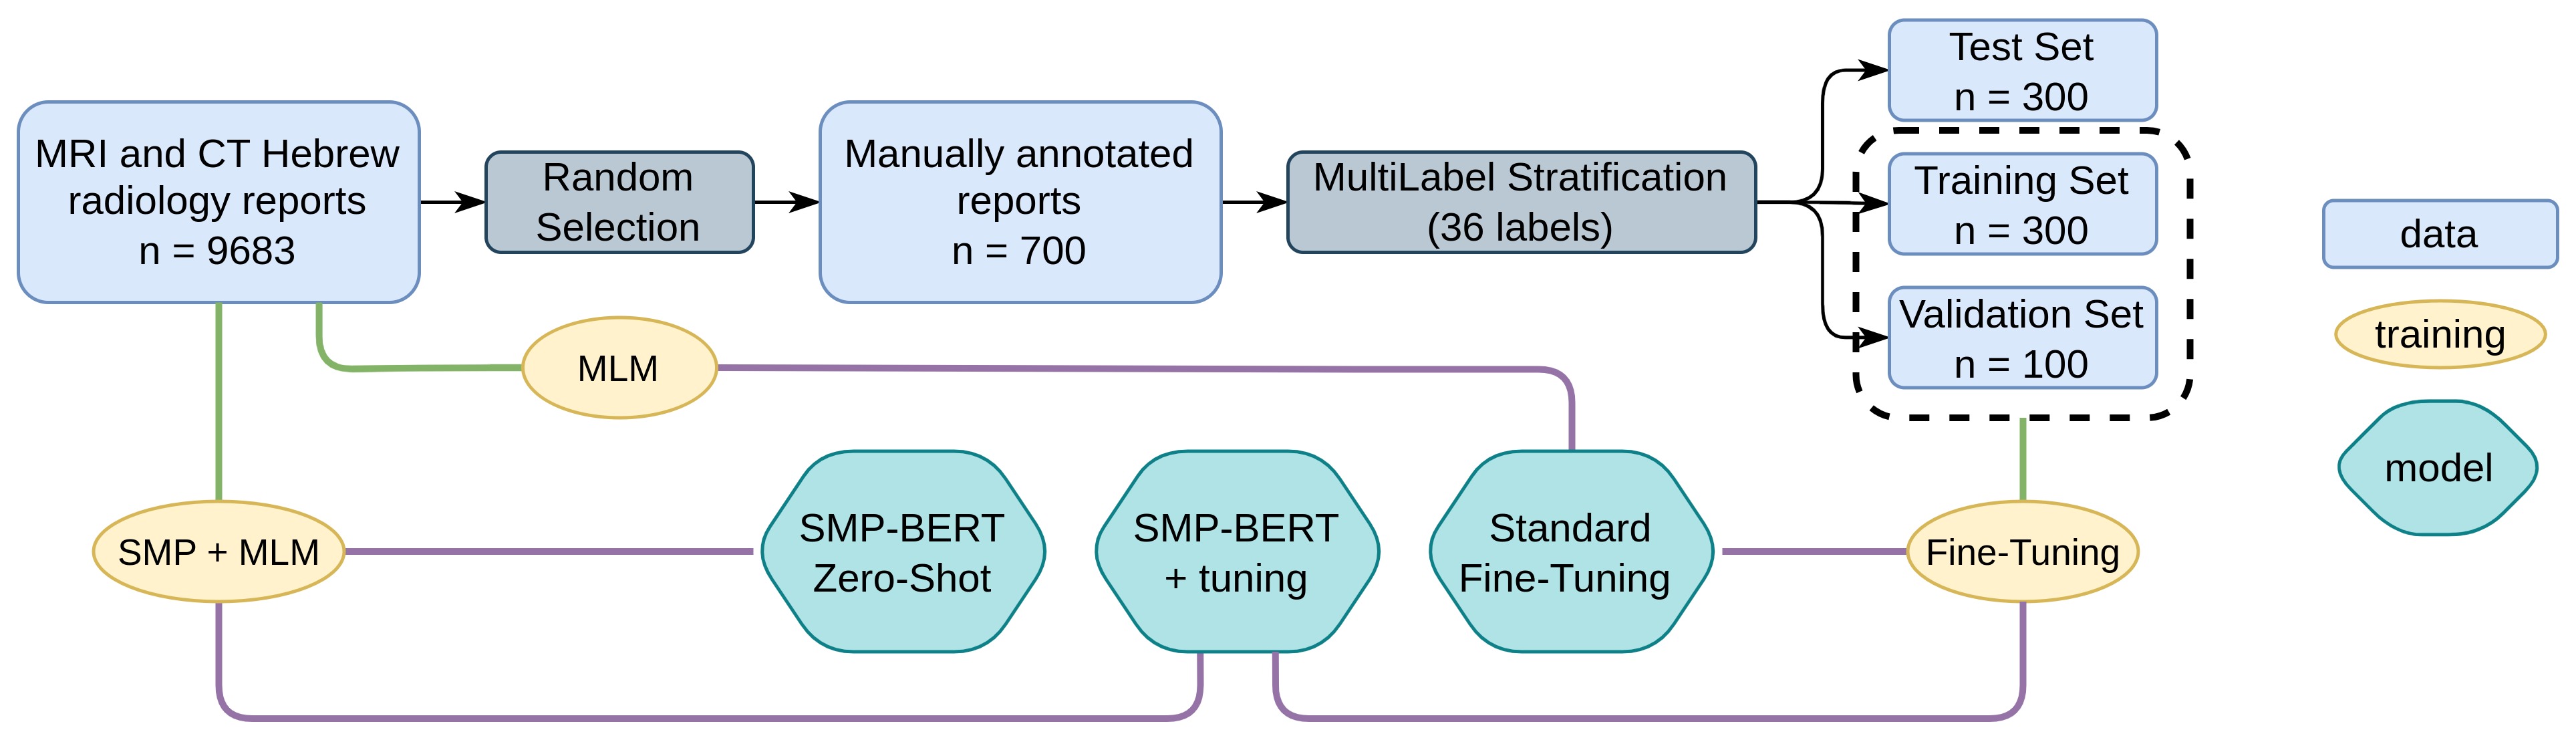 MRI and CT Hebrew
radiology reports
n = 9683
Random
Selection
Manually annotated
reports
n = 700
MultiLabel Stratification
(36 labels)
Test Set
n = 300
Training Set
n = 300
Validation Set
n = 100
data
training
model
MLM
SMP + MLM
SMP-BERT
Zero-Shot
SMP-BERT
+ tuning
Standard
Fine-Tuning
Fine-Tuning